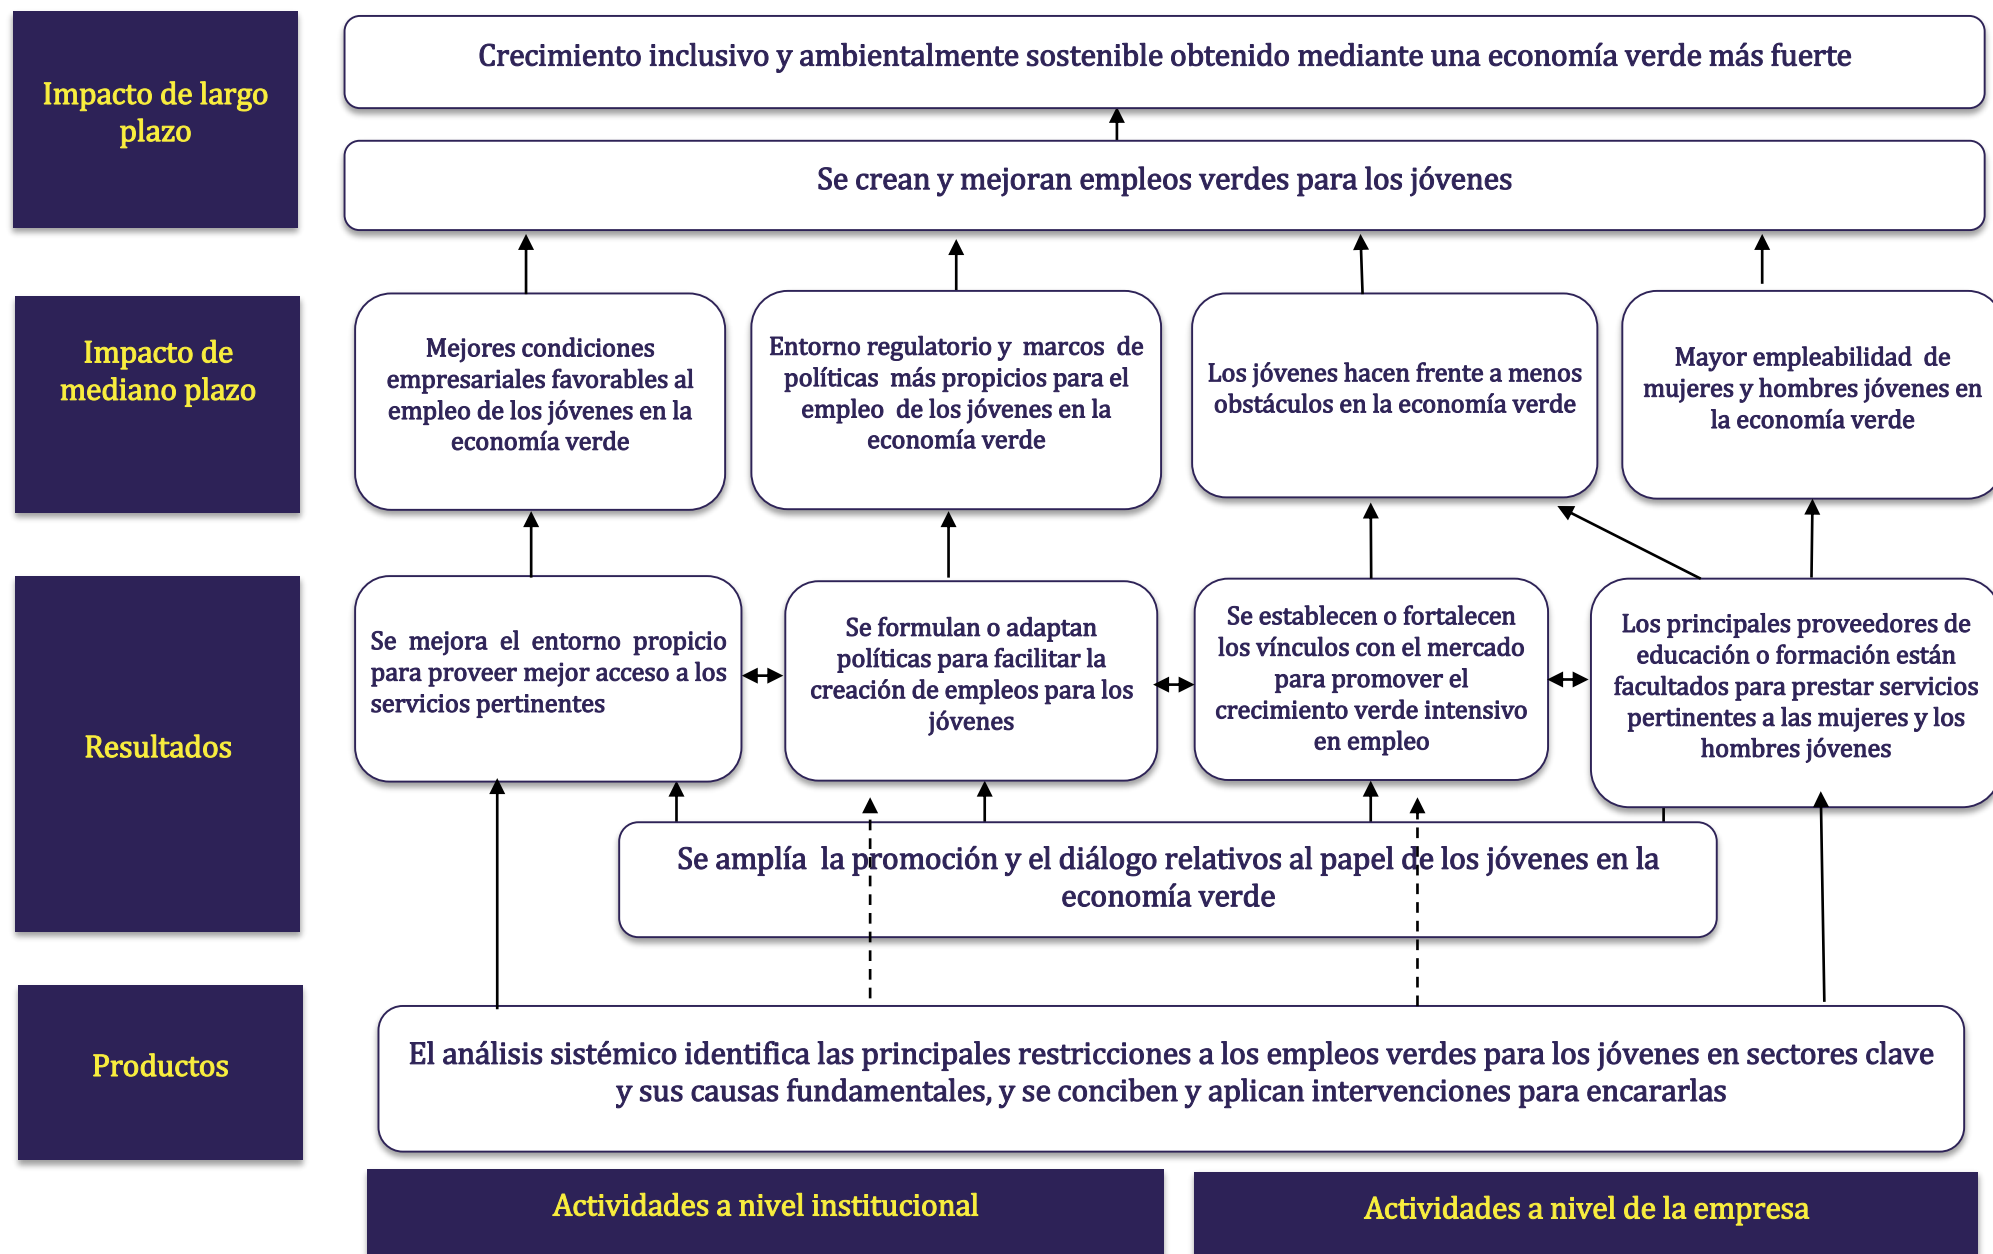 Impacto de largo
plazo
Crecimiento inclusivo y ambientalmente sostenible obtenido mediante una economía verde más fuerte
Se crean y mejoran empleos verdes para los jóvenes
Impacto de
mediano plazo
Mejores condiciones
empresariales favorables al
empleo de los jóvenes en la
economía verde
Entorno regulatorio y marcos de
políticas más propicios para el
empleo de los jóvenes en la
economía verde
Los jóvenes hacen frente a menos
obstáculos en la economía verde
Mayor empleabilidad de
mujeres y hombres jóvenes en
la economía verde
Resultados
Se mejora el entorno propicio
para proveer mejor acceso a los
servicios pertinentes
Se formulan o adaptan
políticas para facilitar la
creación de empleos para los
jóvenes
Se establecen o fortalecen
los vínculos con el mercado
para promover el
crecimiento verde intensivo
en empleo
Los principales proveedores de
educación o formación están
facultados para prestar servicios
pertinentes a las mujeres y los
hombres jóvenes
Se amplía la promoción y el diálogo relativos al papel de los jóvenes en la
economía verde
Productos
El análisis sistémico identifica las principales restricciones a los empleos verdes para los jóvenes en sectores clave
y sus causas fundamentales, y se conciben y aplican intervenciones para encararlas
Actividades a nivel institucional
Actividades a nivel de la empresa